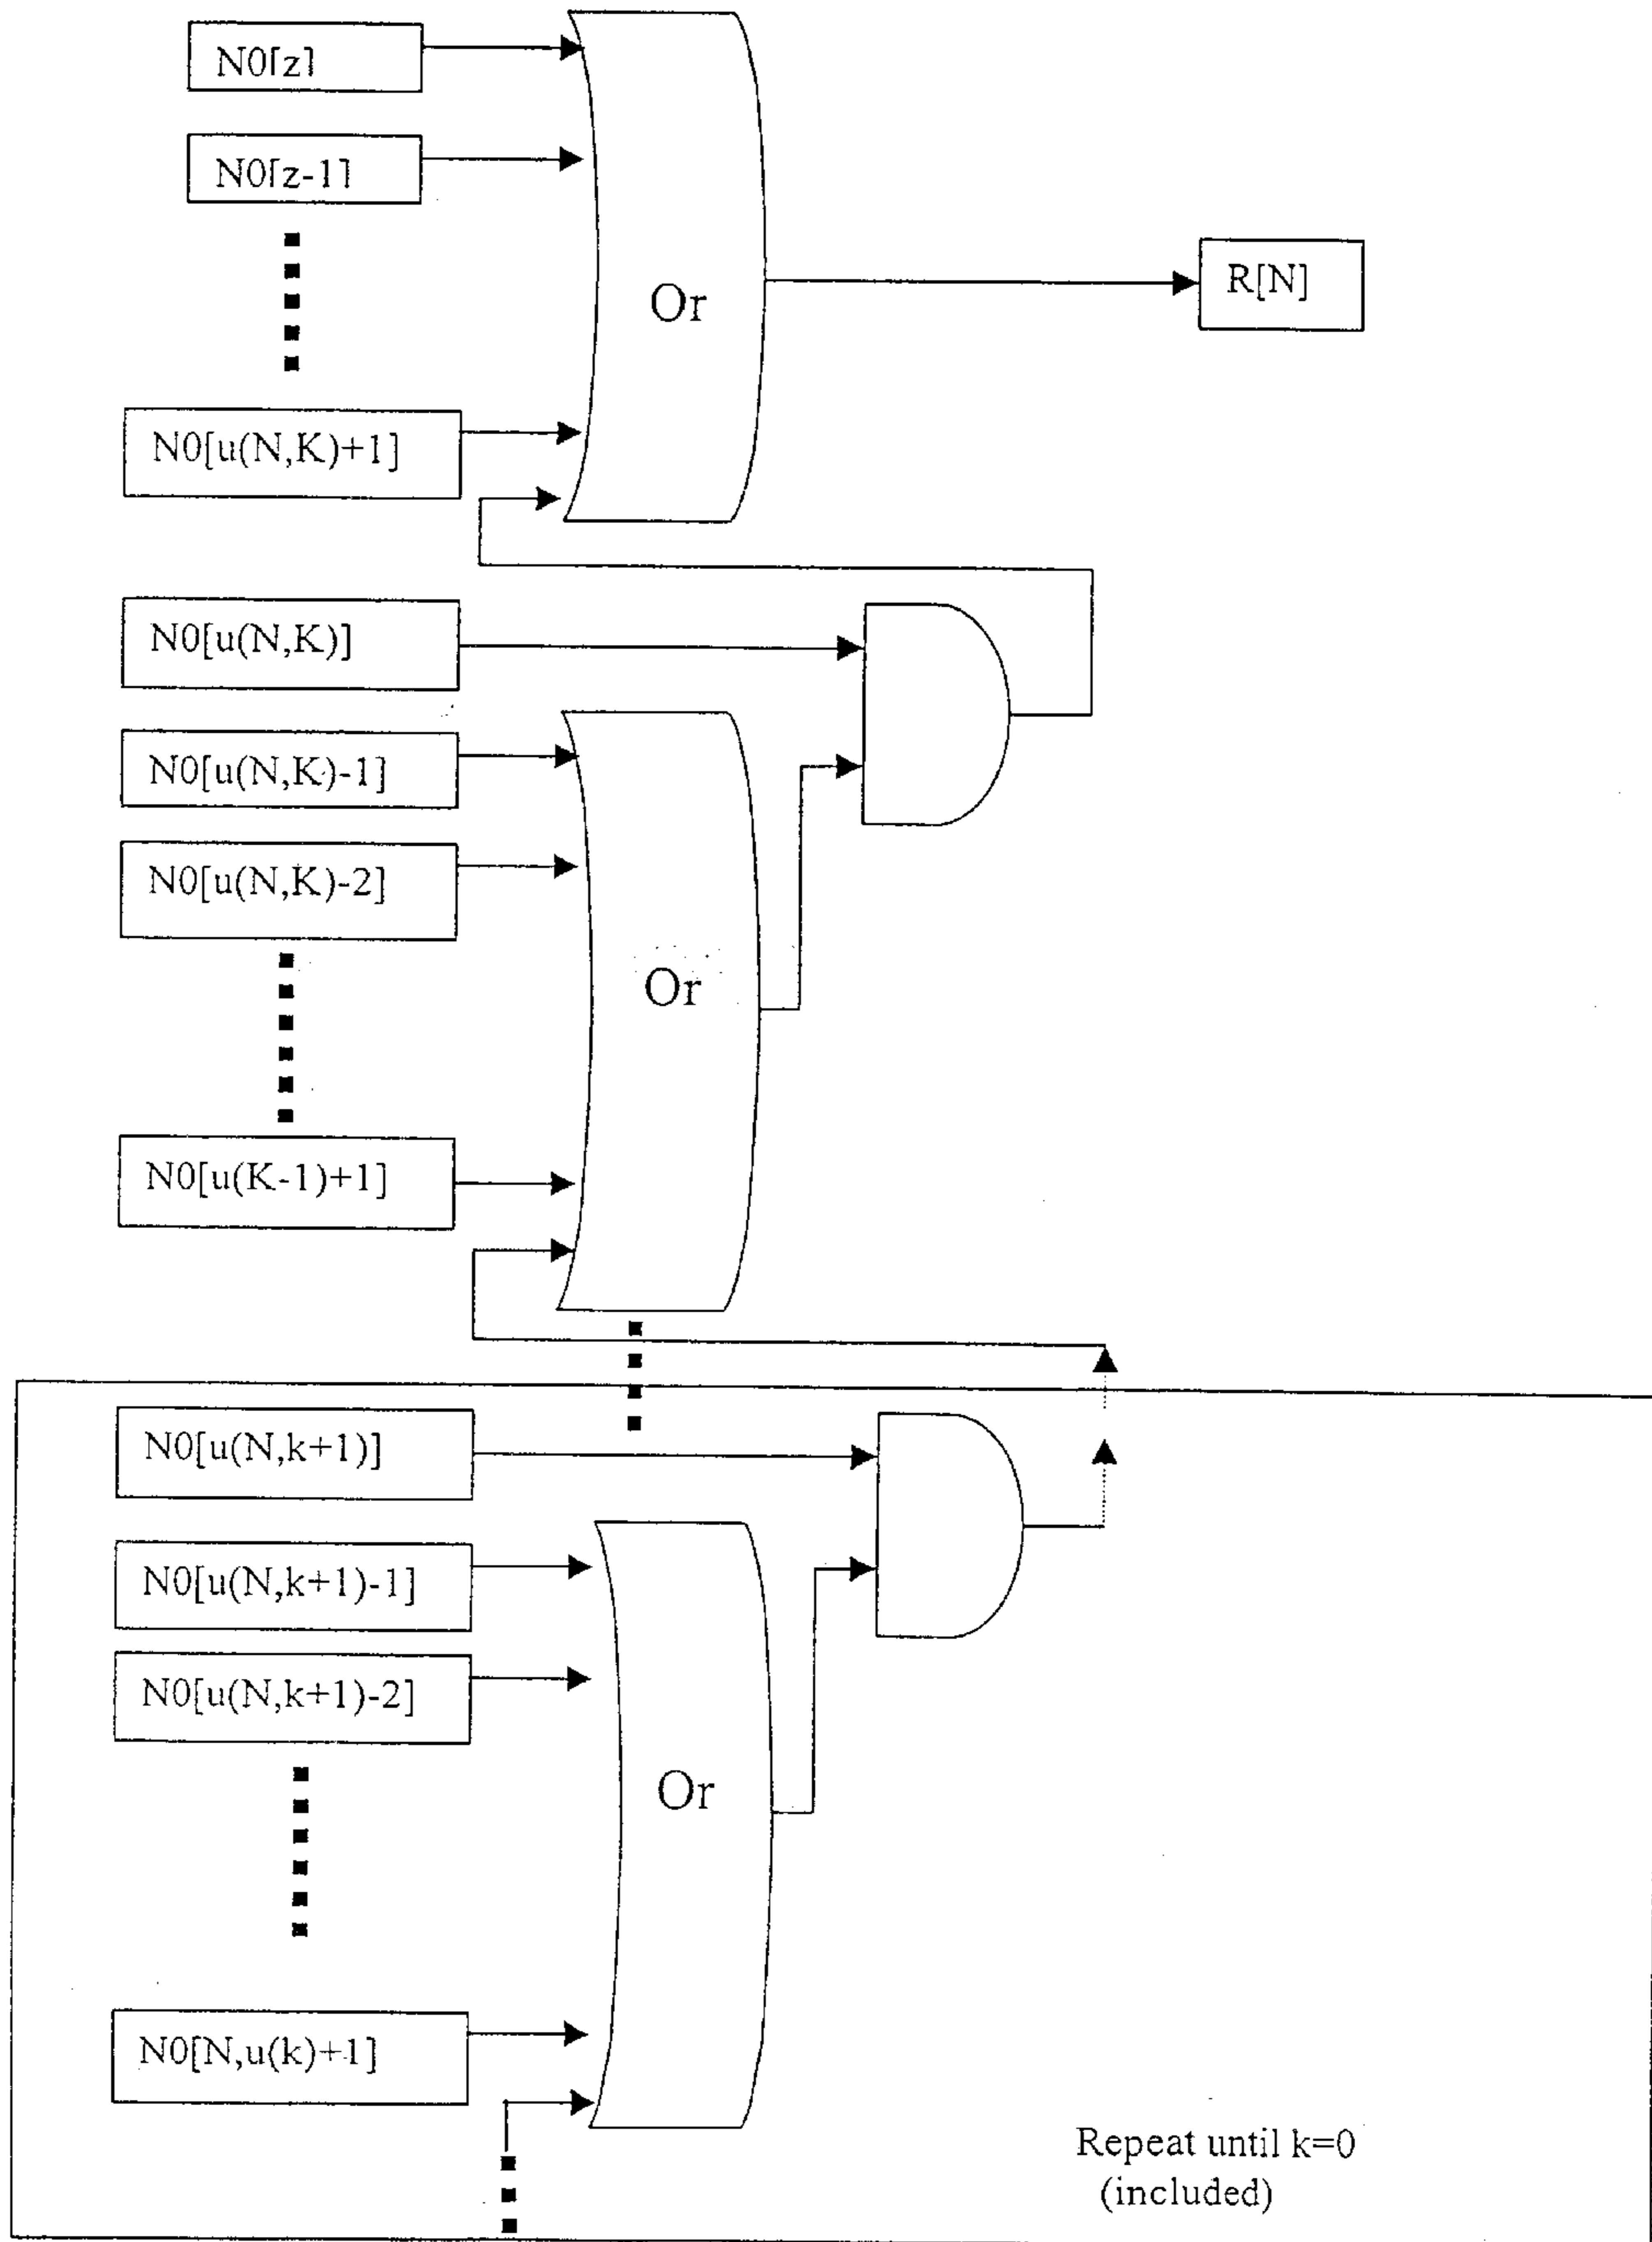 N0[z]
N0[z-1]
Or
R[N]
N0[u(N,K)+1]
N0[u(N,K)]
N0[u(N,K)-1]
N0[u(N,K)-2]
Or
N0[u(K-1)+1]
N0[u(N,k+1)]
N0[u(N,k+1)-1]
N0[u(N,k+1)-2]
Or
N0[N,u(k)+1]
Repeat until k=0
(included)